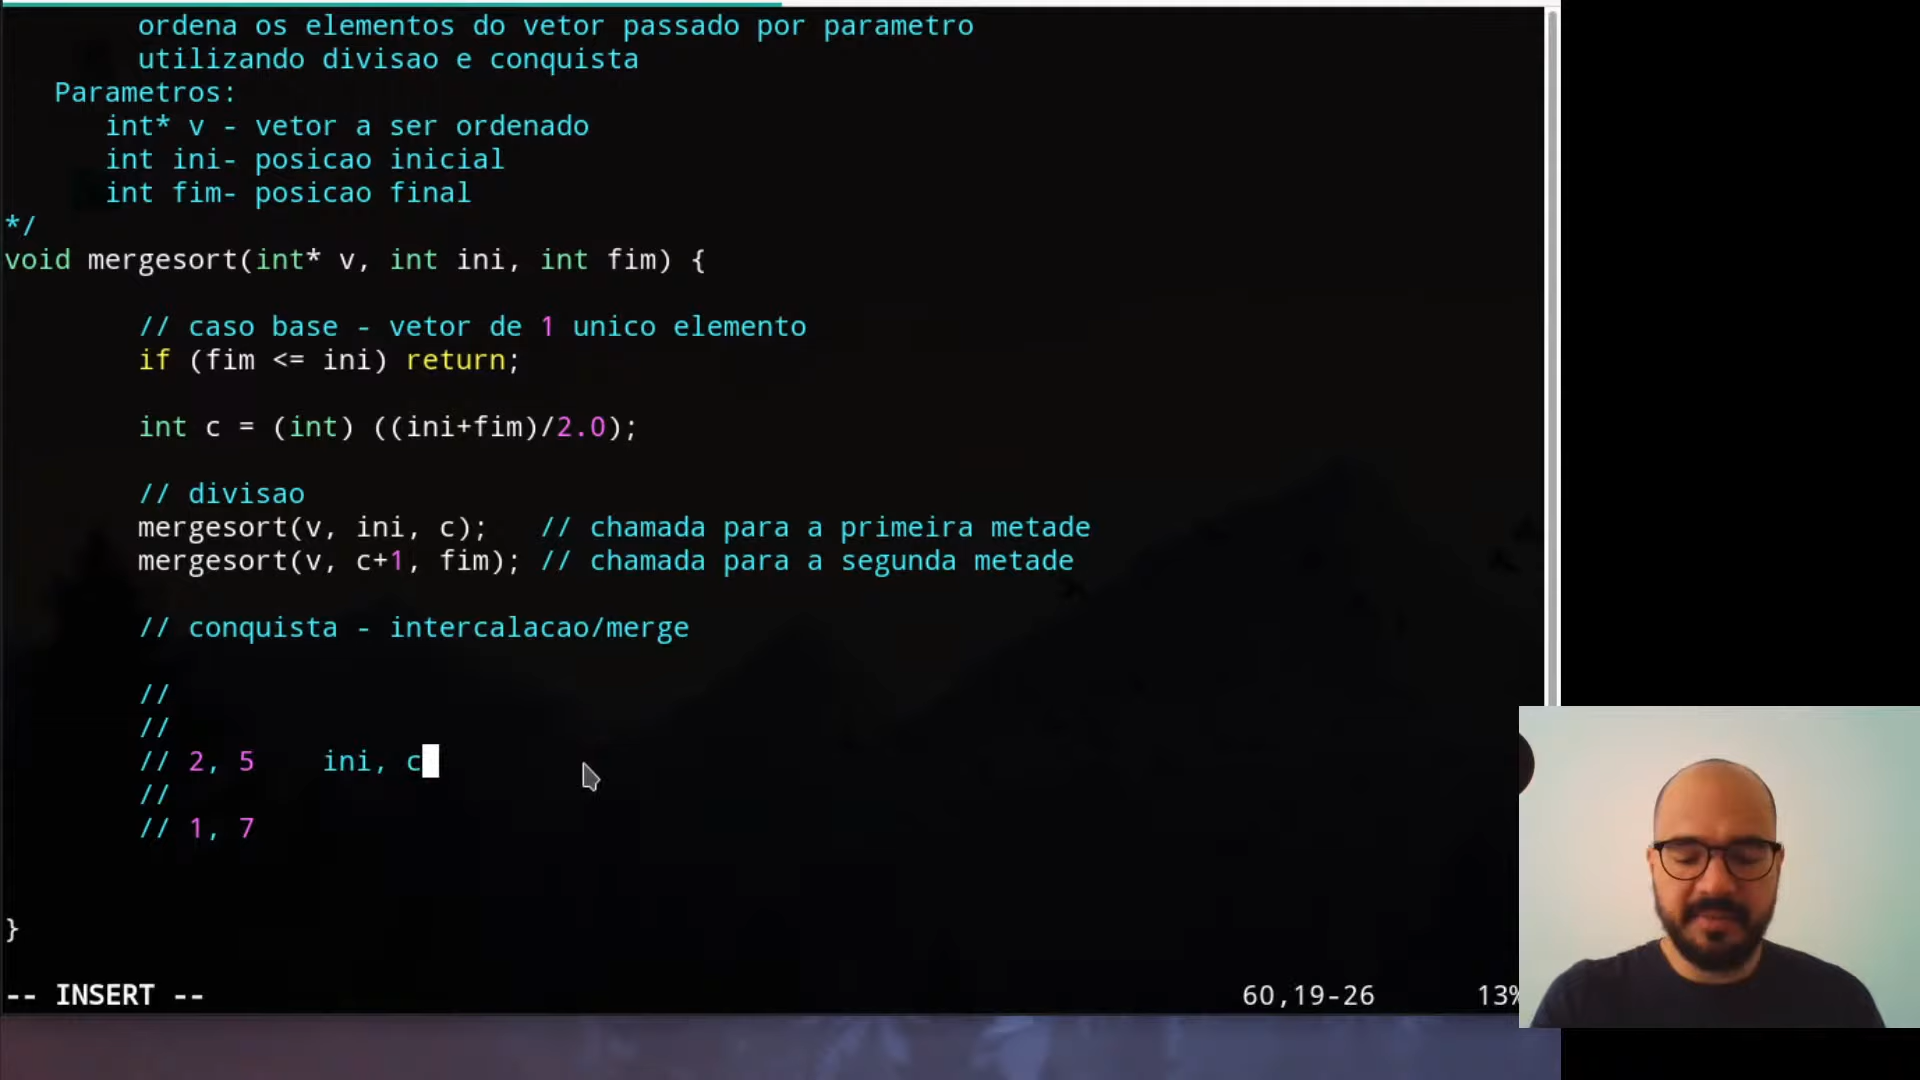 ordena os elementos do vetor passado por parametro
utilizando divisao e conquista
Parametros:
int* v - vetor a ser ordenado
int ini- posicao inicial
int fim- posicao final
*/
void mergesort(int* v, int ini, int fim) {
// caso base - vetor de 1 unico elemento
if (fim <= ini) return;
int c = (int) ((ini+fim)/2.0);
// divisao
mergesort(v, ini, c);   // chamada para a primeira metade
mergesort(v, c+1, fim); // chamada para a segunda metade
// conquista - intercalacao/merge
//
//
// 2, 5    ini, c
//
// 1, 7
}
-- INSERT --    60,19-26    13%